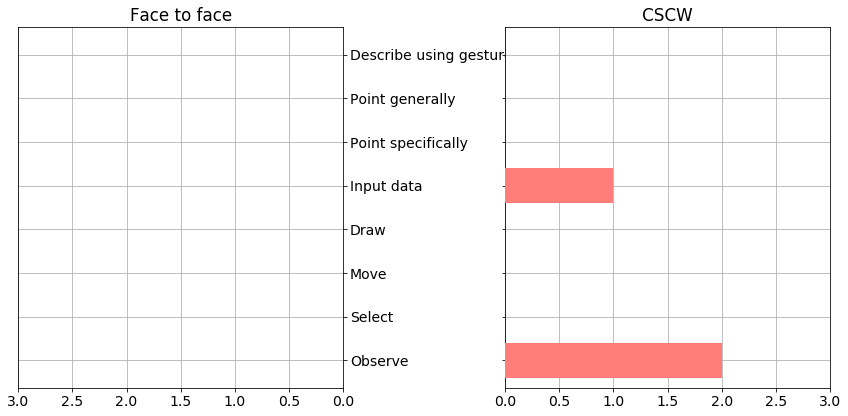 Face to face
CSCW
Describe using gestur
Point generally
Point specifically
Input data
Draw
Move
Select
Observe
3.0 2.5 2.0 1.5 1.0 0.5 0.0
0.0 0.5 1.0 1.5 2.0 2.5 3.0